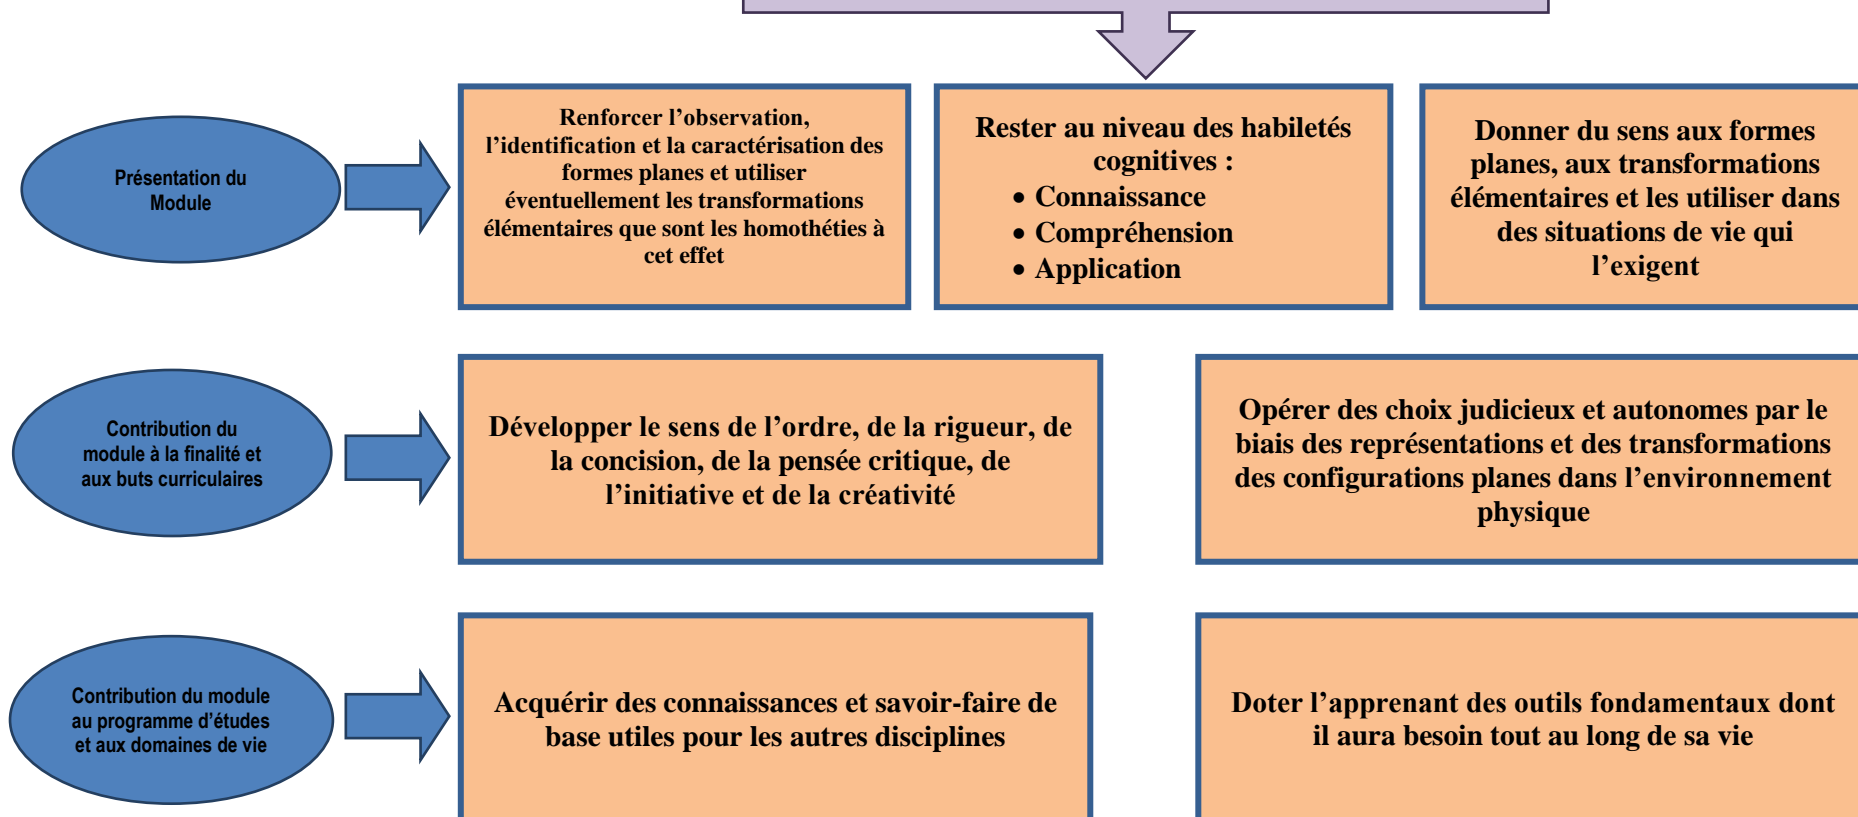 Présentation du
Module
Renforcer l’observation,
l’identification et la caractérisation des
formes planes et utiliser
éventuellement les transformations
élémentaires que sont les homothéties à
cet effet
Rester au niveau des habiletés
cognitives :
• Connaissance
• Compréhension
• Application
Donner du sens aux formes
planes, aux transformations
élémentaires et les utiliser dans
des situations de vie qui
l’exigent
Contribution du
module à la finalité et
aux buts curriculaires
Développer le sens de l’ordre, de la rigueur, de
la concision, de la pensée critique, de
l’initiative et de la créativité
Opérer des choix judicieux et autonomes par le
biais des représentations et des transformations
des configurations planes dans l’environnement
physique
Contribution du module
au programme d’études
et aux domaines de vie
Acquérir des connaissances et savoir-faire de
base utiles pour les autres disciplines
Doter l’apprenant des outils fondamentaux dont
il aura besoin tout au long de sa vie